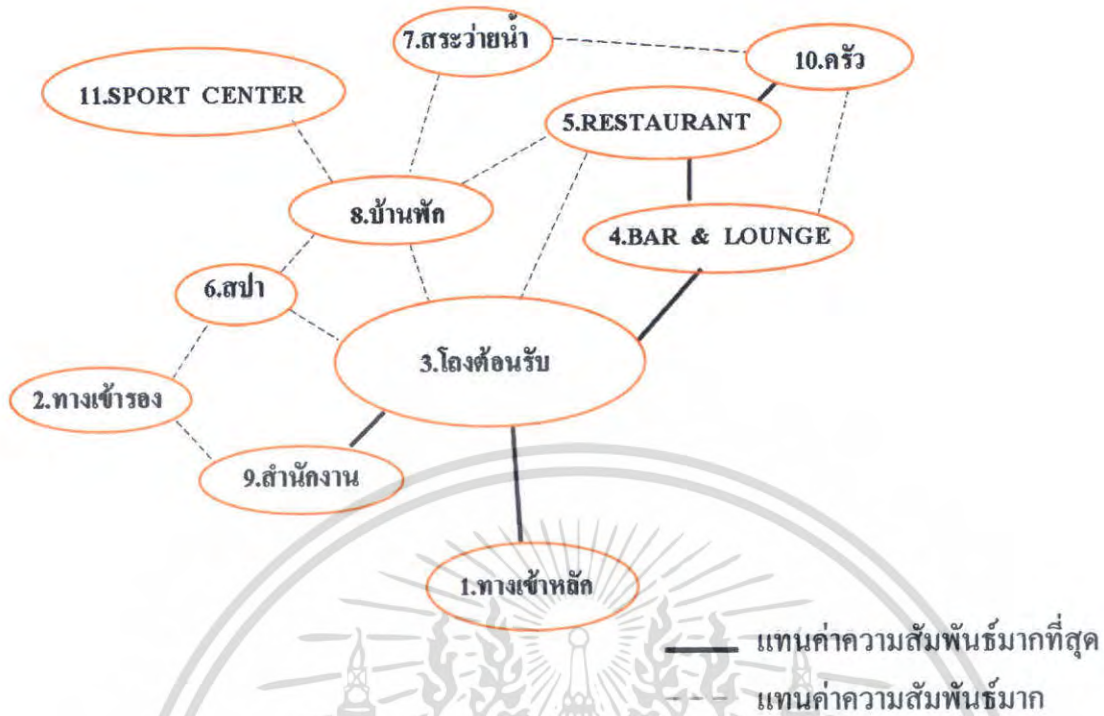 7.สระว่ายน้ำ
10.ครัว
11.SPORT CENTER
5.RESTAURANT
8.บ้านพัก
4.BAR & LOUNGE
6.สปา
3.โถงต้อนรับ
2.ทางเข้ารอง
9.สำนักงาน
1.ทางเข้าหลัก
แทนค่าความสัมพันธ์มากที่สุด
แทนค่าความสัมพันธ์มาก